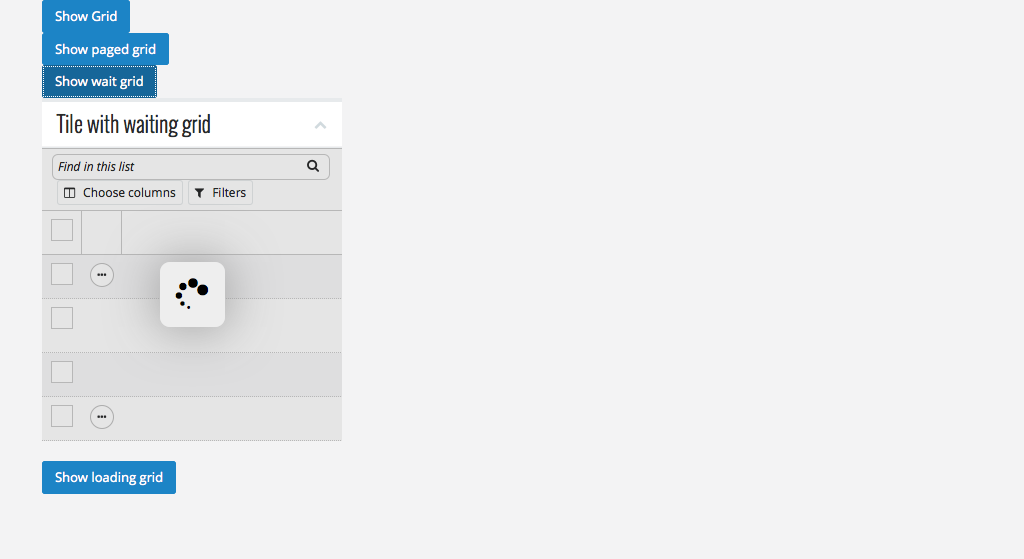 Show Grid
Show paged grid
Show wait grid
Tile with waiting grid
Find in this list
Choose columns Filters
Show loading grid